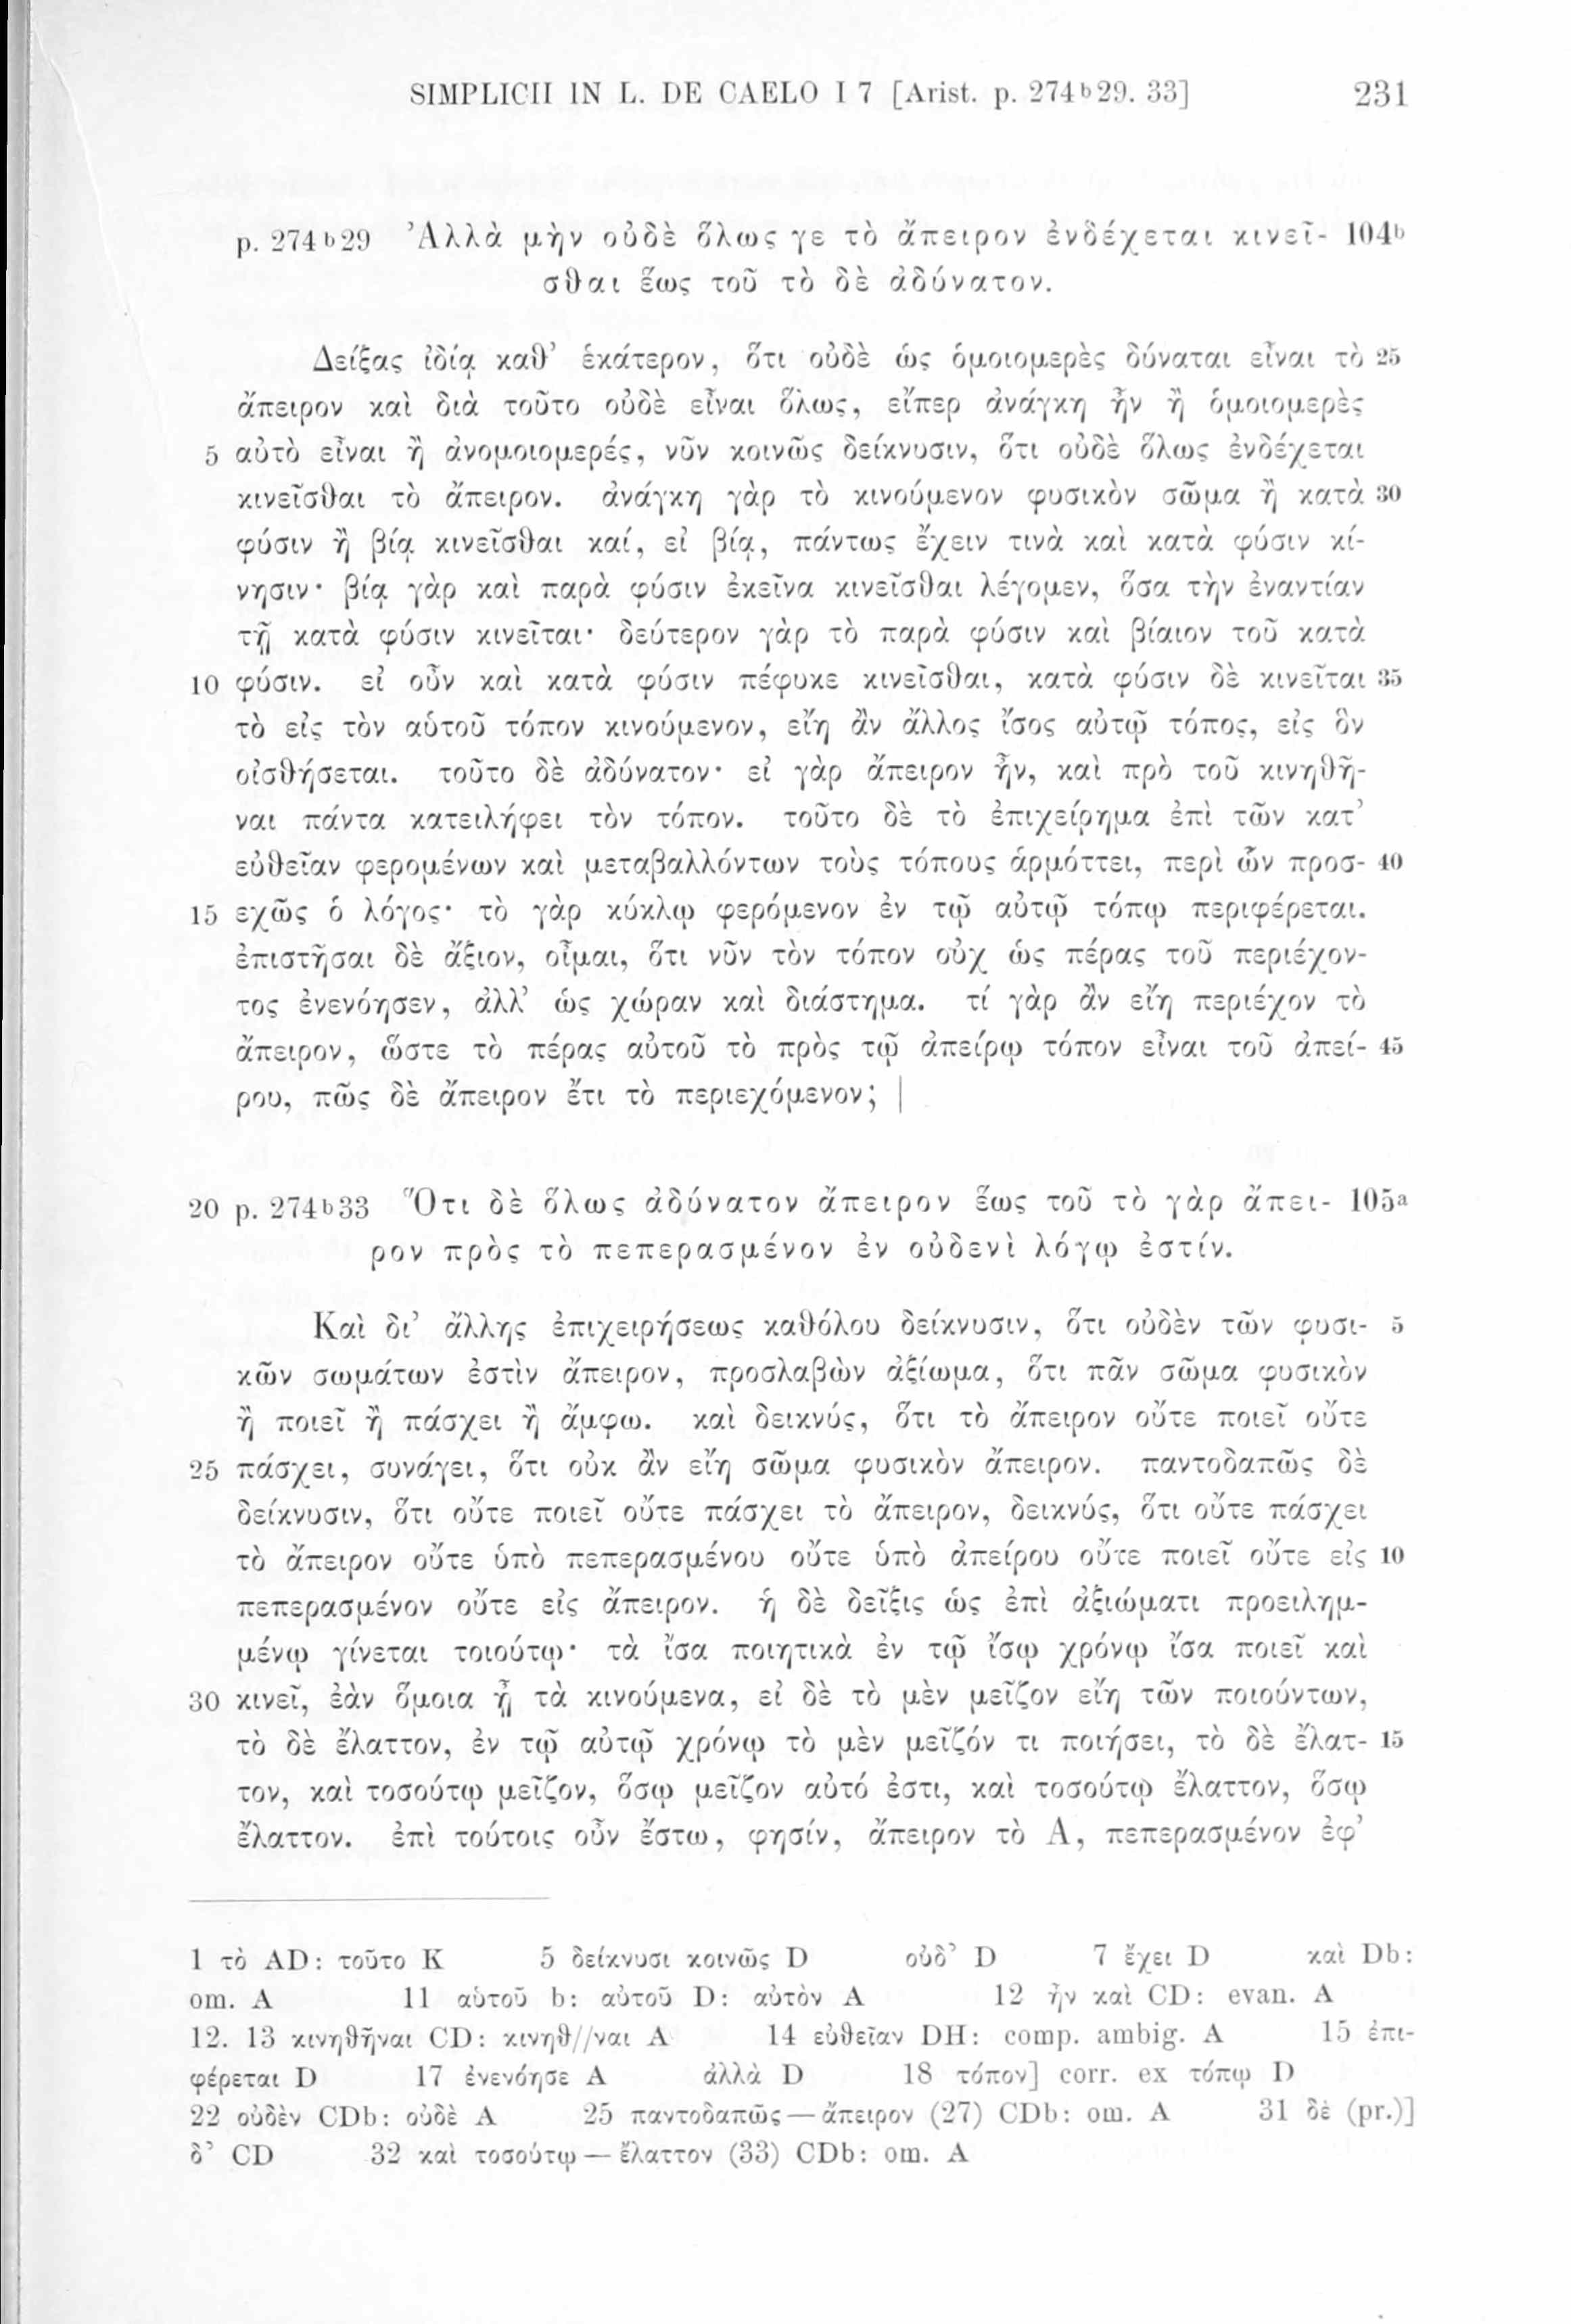 SIMPLICII IN L. DE CAELO I 7 [Arist. p. 274b29. 33] 231
p. 274b29 Ἀλλὰ μὴν οὐδὲ ὅλως γε τὸ ἄπειρον ἐνδέχεται κινεῖ- 104b
σθαι ἕως τοῦ τὸ δὲ ἀδύνατον.
Δείξας ἰδίᾳ καθ’ ἑκάτερον, ὅτι οὐδὲ ὡς ὁμοιομερὲς δύναται εἶναι τὸ 25
ἄπειρον καὶ διὰ τοῦτο οὐδὲ εἶναι ὅλως, εἴπερ ἀνάγκη ἦν ἢ ὁμοιομερὲς
5 αὐτὸ εἶναι ἢ ἀνομοιομερές, νῦν κοινῶς δείκνυσιν, ὅτι οὐδὲ ὅλως ἐνδέχεται
κινεῖσθαι τὸ ἄπειρον. ἀνάγκη γὰρ τὸ κινούμενον φυσικὸν σῶμα ἢ κατὰ 30
φύσιν ἢ βίᾳ κινεῖσθαι καί, εἰ βίᾳ, πάντως ἔχειν τινὰ καὶ κατὰ φύσιν κί-
νησιν· βίᾳ γὰρ καὶ παρὰ φύσιν ἐκεῖνα κινεῖσθαι λέγομεν, ὅσα τὴν ἐναντίαν
τῇ κατὰ φύσιν κινεῖται· δεύτερον γὰρ τὸ παρὰ φύσιν καὶ βίαιον τοῦ κατὰ
10 φύσιν. εἰ οὖν καὶ κατὰ φύσιν πέφυκε κινεῖσθαι, κατὰ φύσιν δὲ κινεῖται 35
τὸ εἰς τὸν αὑτοῦ τόπον κινούμενον, εἴη ἂν ἄλλος ἴσος αὐτῷ τόπος, εἰς ὃν
οἰσθήσεται. τοῦτο δὲ ἀδύνατον· εἰ γὰρ ἄπειρον ἦν, καὶ πρὸ τοῦ κινηθῆ-
ναι πάντα κατειλήφει τὸν τόπον. τοῦτο δὲ τὸ ἐπιχείρημα ἐπὶ τῶν κατ’
εὐθεῖαν φερομένων καὶ μεταβαλλόντων τοὺς τόπους ἁρμόττει, περὶ ὧν προσ- 40
15 εχῶς ὁ λόγος· τὸ γὰρ κύκλῳ φερόμενον ἐν τῷ αὐτῷ τόπῳ περιφέρεται.
ἐπιστῆσαι δὲ ἄξιον, οἶμαι, ὅτι νῦν τὸν τόπον οὐχ ὡς πέρας τοῦ περιέχον-
τος ἐνενόησεν, ἀλλ’ ὡς χώραν καὶ διάστημα. τί γὰρ ἂν εἴη περιέχον τὸ
ἄπειρον, ὥστε τὸ πέρας αὐτοῦ τὸ πρὸς τῷ ἀπείρῳ τόπον εἶναι τοῦ ἀπεί- 45
ρου, πῶς δὲ ἄπειρον ἔτι τὸ περιεχόμενον; |
20 p. 274b33 Ὅτι δὲ ὅλως ἀδύνατον ἄπειρον ἕως τοῦ τὸ γὰρ ἄπει- 105a
ρον πρὸς τὸ πεπερασμένον ἐν οὐδενὶ λόγῳ ἐστίν.
Καὶ δι’ ἄλλης ἐπιχειρήσεως καθόλου δείκνυσιν, ὅτι οὐδὲν τῶν φυσι- 5
κῶν σωμάτων ἐστὶν ἄπειρον, προσλαβὼν ἀξίωμα, ὅτι πᾶν σῶμα φυσικὸν
ἢ ποιεῖ ἢ πάσχει ἢ ἄμφω. καὶ δεικνύς, ὅτι τὸ ἄπειρον οὔτε ποιεῖ οὔτε
25 πάσχει, συνάγει, ὅτι οὐκ ἂν εἴη σῶμα φυσικὸν ἄπειρον. παντοδαπῶς δὲ
δείκνυσιν, ὅτι οὔτε ποιεῖ οὔτε πάσχει τὸ ἄπειρον, δεικνύς, ὅτι οὔτε πάσχει
τὸ ἄπειρον οὔτε ὑπὸ πεπερασμένου οὔτε ὑπὸ ἀπείρου οὔτε ποιεῖ οὔτε εἰς 10
πεπερασμένον οὔτε εἰς ἄπειρον. ἡ δὲ δεῖξις ὡς ἐπὶ ἀξιώματι προειλημ-
μένῳ γίνεται τοιούτῳ· τὰ ἴσα ποιητικὰ ἐν τῷ ἴσῳ χρόνῳ ἴσα ποιεῖ καὶ
30 κινεῖ, ἐὰν ὅμοια ᾖ τὰ κινούμενα, εἰ δὲ τὸ μὲν μεῖζον εἴη τῶν ποιούντων,
τὸ δὲ ἔλαττον, ἐν τῷ αὐτῷ χρόνῳ τὸ μὲν μεῖζόν τι ποιήσει, τὸ δὲ ἔλατ- 15
τον, καὶ τοσούτῳ μεῖζον, ὅσῳ μεῖζον αὐτό ἐστι, καὶ τοσούτῳ ἔλαττον, ὅσῳ
ἔλαττον. ἐπὶ τούτοις οὖν ἔστω, φησίν, ἄπειρον τὸ Α, πεπερασμένον ἐφ’
1 τὸ AD: τοῦτο K 5 δείκνυσι κοινῶς D οὐδ’ D 7 ἔχει D καὶ Db:
om. A 11 αὑτοῦ b: αὐτοῦ D: αὐτὸν A 12 ἦν καὶ CD: evan. A
12. 13 κινηθῆναι CD: κινηθ//ναι A 14 εὐθεῖαν DH: comp. ambig. A 15 ἐπι-
φέρεται D 17 ἐνενόησε A ἀλλὰ D 18 τόπον] corr. ex τόπῳ D
22 οὐδὲν CDb: οὐδὲ A 25 παντοδαπῶς — ἄπειρον (27) CDb: om. A 31 δὲ (pr.)]
δ’ CD 32 καὶ τοσούτῳ — ἔλαττον (33) CDb: om. A